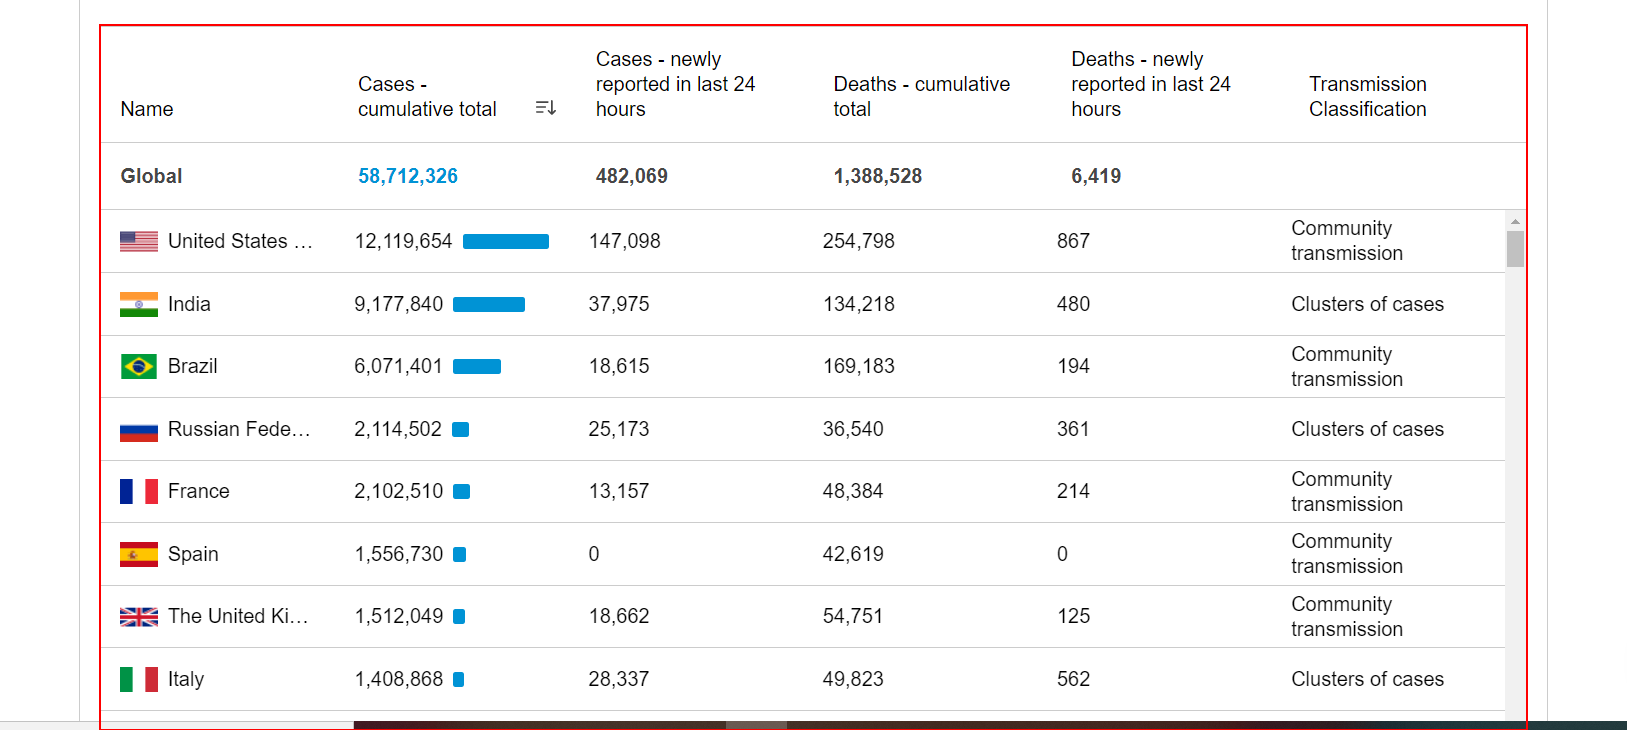 Name
Cases -
cumulative total
Cases - newly
reported in last 24
hours
Deaths - cumulative
total
Deaths - newly
reported in last 24
hours
Transmission
Classification
Global 58,712,326 482,069 1,388,528 6,419
United States ... 12,119,654 147,098 254,798 867 Community
transmission
India 9,177,840 37,975 134,218 480 Clusters of cases
Brazil 6,071,401 18,615 169,183 194 Community
transmission
Russian Fede... 2,114,502 25,173 36,540 361 Clusters of cases
France 2,102,510 13,157 48,384 214 Community
transmission
Spain 1,556,730 0 42,619 0 Community
transmission
The United Ki... 1,512,049 18,662 54,751 125 Community
transmission
Italy 1,408,868 28,337 49,823 562 Clusters of cases